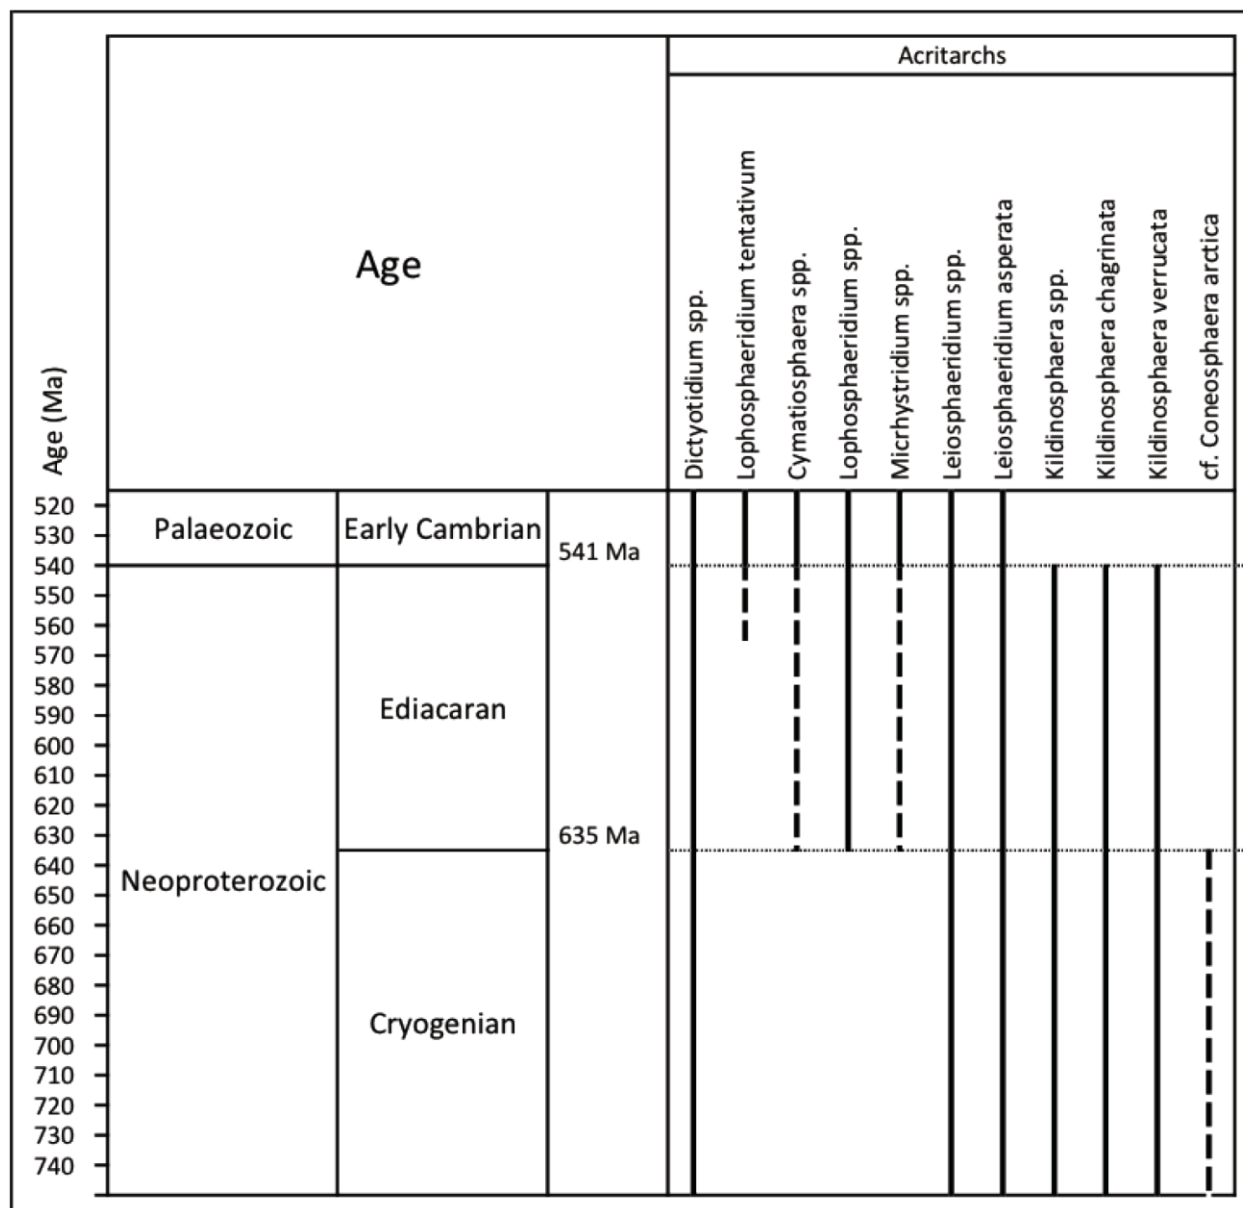 Acritarchs
Age
Age (Ma)
Dictyotidium spp.
Lophosphaeridium tentativum
Cymatiosphaera spp.
Lophosphaeridium spp.
Micrhystridium spp.
Leiosphaeridium spp.
Leiosphaeridium asperata
Kildinosphaera spp.
Kildinosphaera chagrinata
Kildinosphaera verrucata
cf. Coneosphaera arctica
520
530
540
550
560
570
580
590
600
610
620
630
640
650
660
670
680
690
700
710
720
730
740
Palaeozoic
Early Cambrian
541 Ma
Ediacaran
635 Ma
Neoproterozoic
Cryogenian